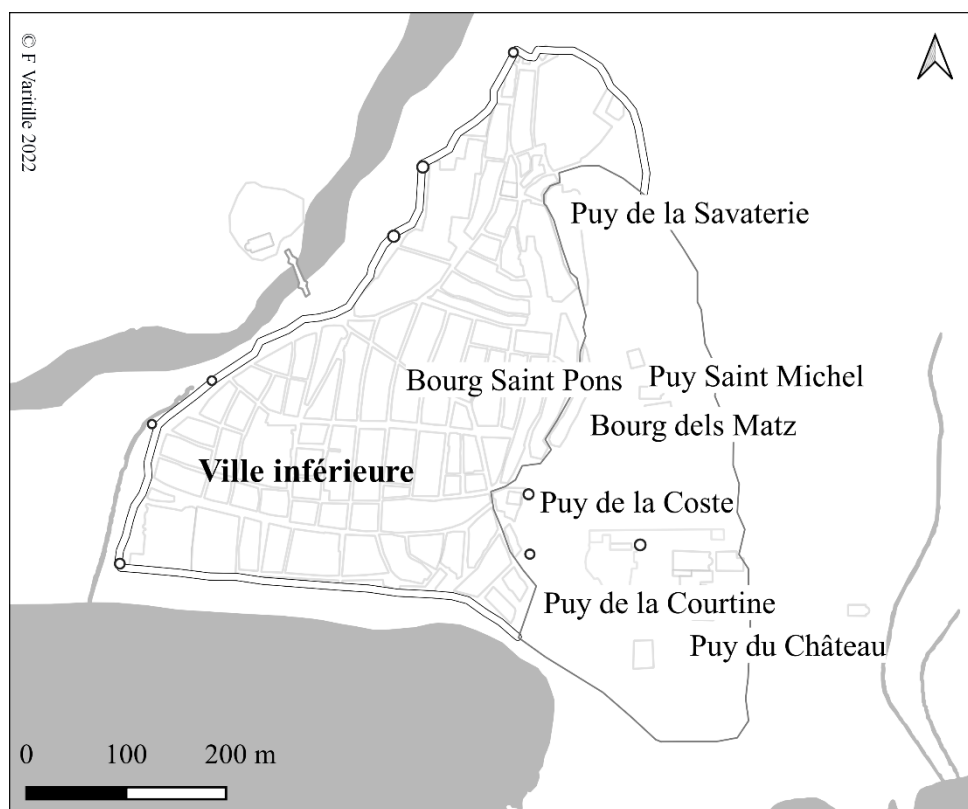 © F Varitille 2022
Puy de la Savaterie
Bourg Saint Pons
Puy Saint Michel
Bourg dels Matz
Ville inférieure
Puy de la Coste
Puy de la Courtine
Puy du Château
0 100 200 m